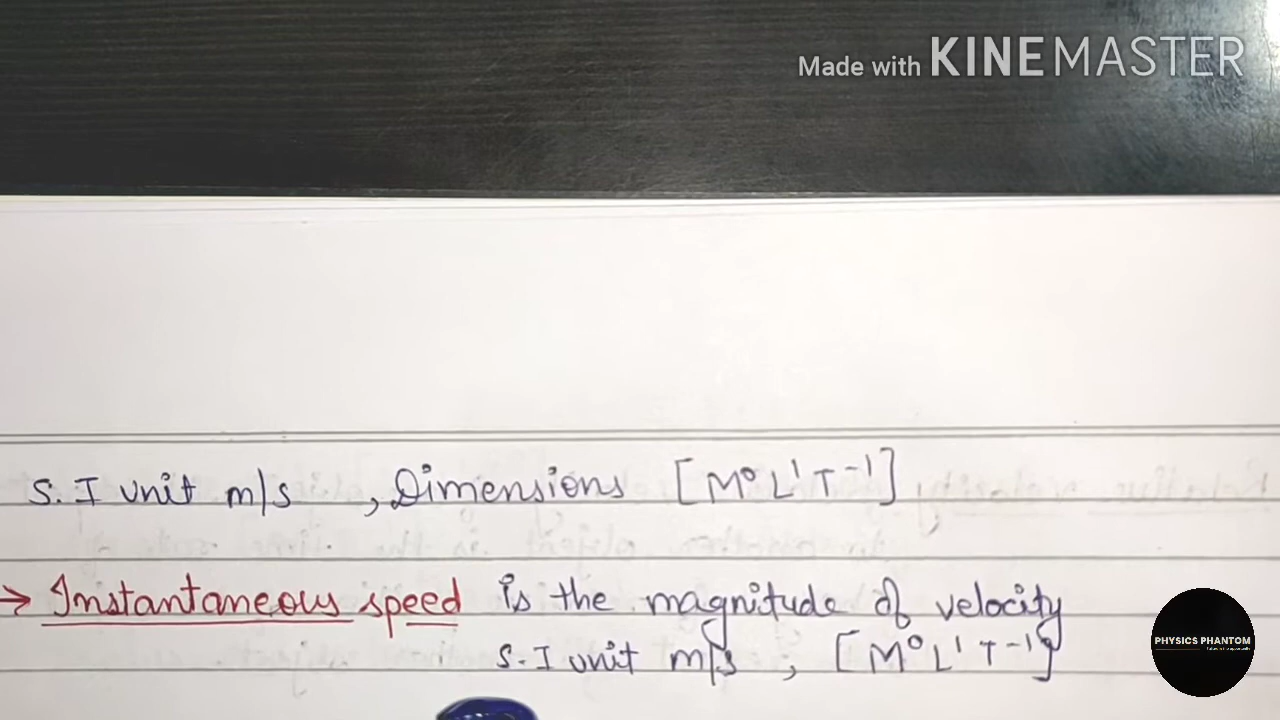 Made with KINEMASTER
S.I unit m/s , Dimensions [M⁰L¹T⁻¹]
→ Instantaneous speed is the magnitude of velocity
S.I unit m/s ; [M⁰L¹T⁻¹]
PHYSICS PHANTOM